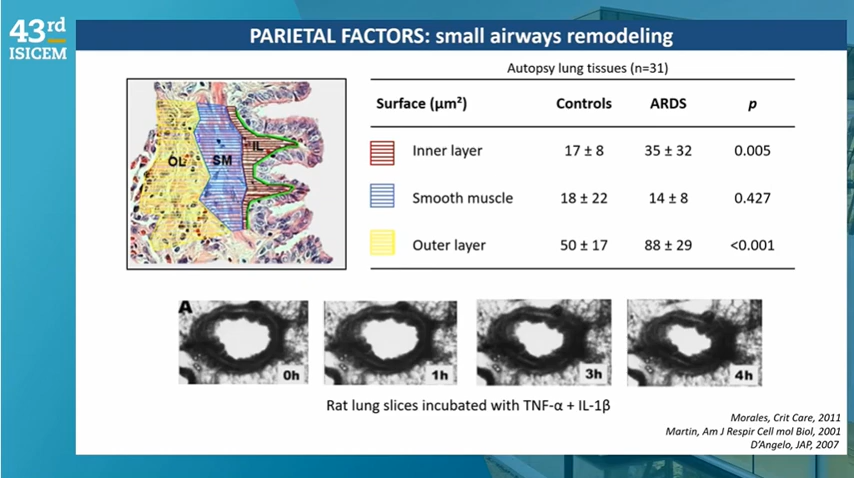 43rd
ISICEM
PARIETAL FACTORS: small airways remodeling
Autopsy lung tissues (n=31)
Surface (µm²) Controls ARDS p
Inner layer 17 ± 8 35 ± 32 0.005
Smooth muscle 18 ± 22 14 ± 8 0.427
Outer layer 50 ± 17 88 ± 29 <0.001
OL SM IL
A
0h 1h 3h 4h
Rat lung slices incubated with TNF-α + IL-1β
Morales, Crit Care, 2011
Martin, Am J Respir Cell mol Biol, 2001
D'Angelo, JAP, 2007